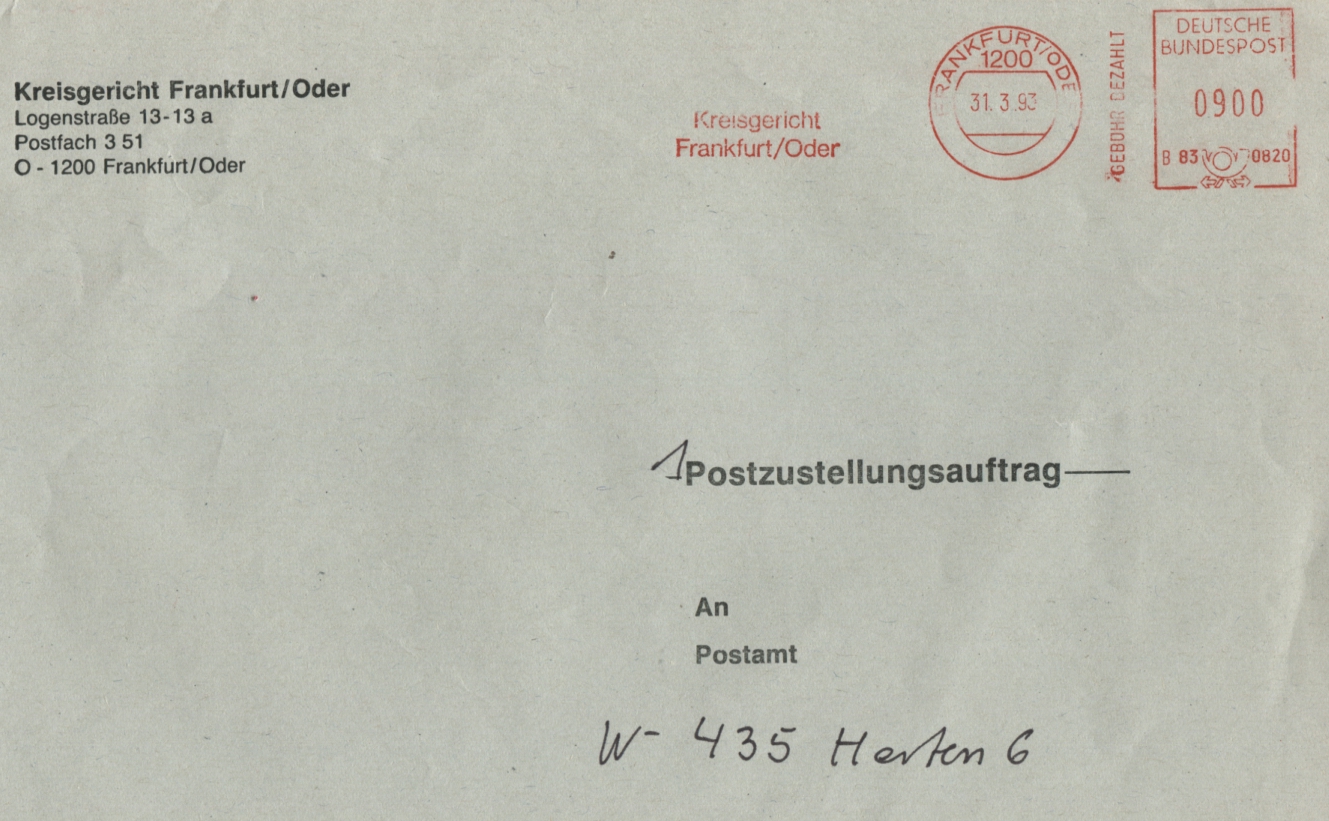 Kreisgericht Frankfurt/Oder
Logenstraße 13-13 a
Postfach 3 51
O - 1200 Frankfurt/Oder
Kreisgericht
Frankfurt/Oder
FRANKFURT/ODE
1200
31. 3.93
GEBÜHR BEZAHLT
DEUTSCHE
BUNDESPOST
0900
B 83 0820
1 Postzustellungsauftrag
An
Postamt
W- 435 Herten 6